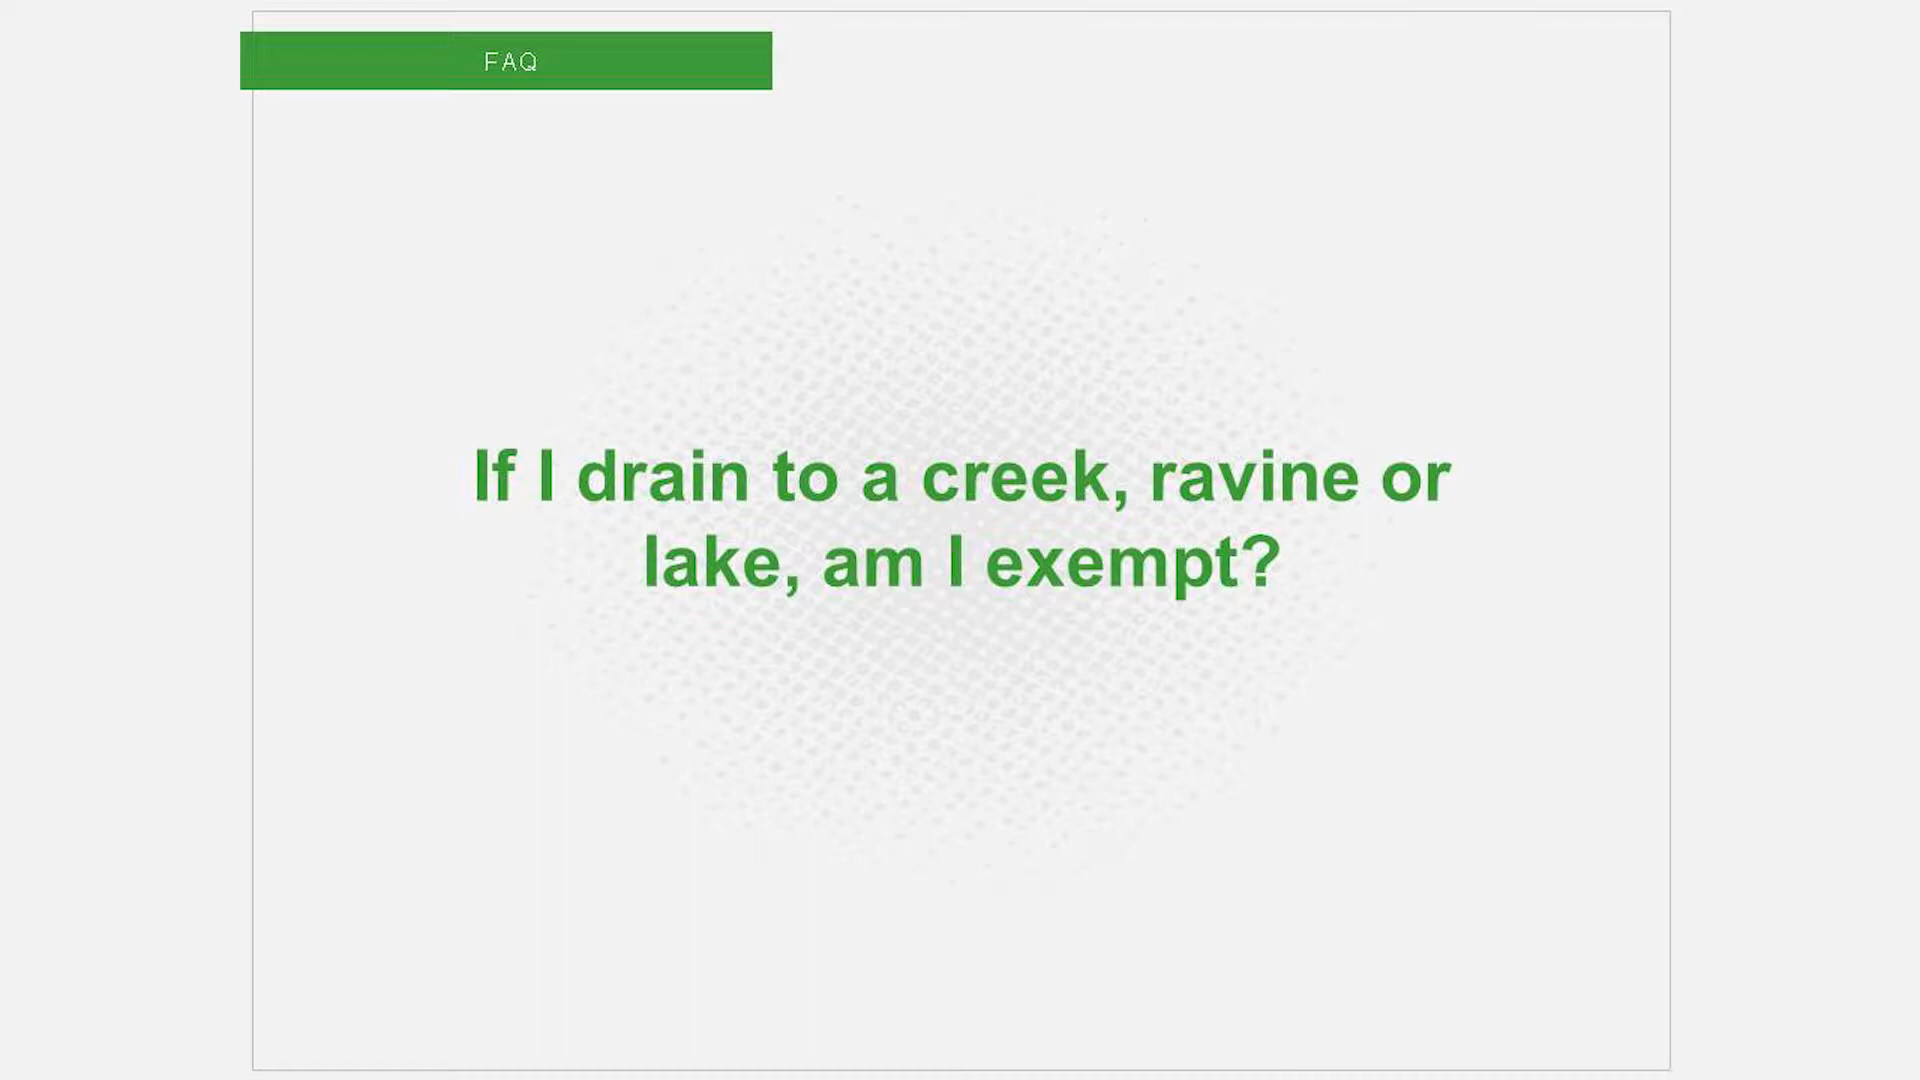 FAQ
If I drain to a creek, ravine or
lake, am I exempt?